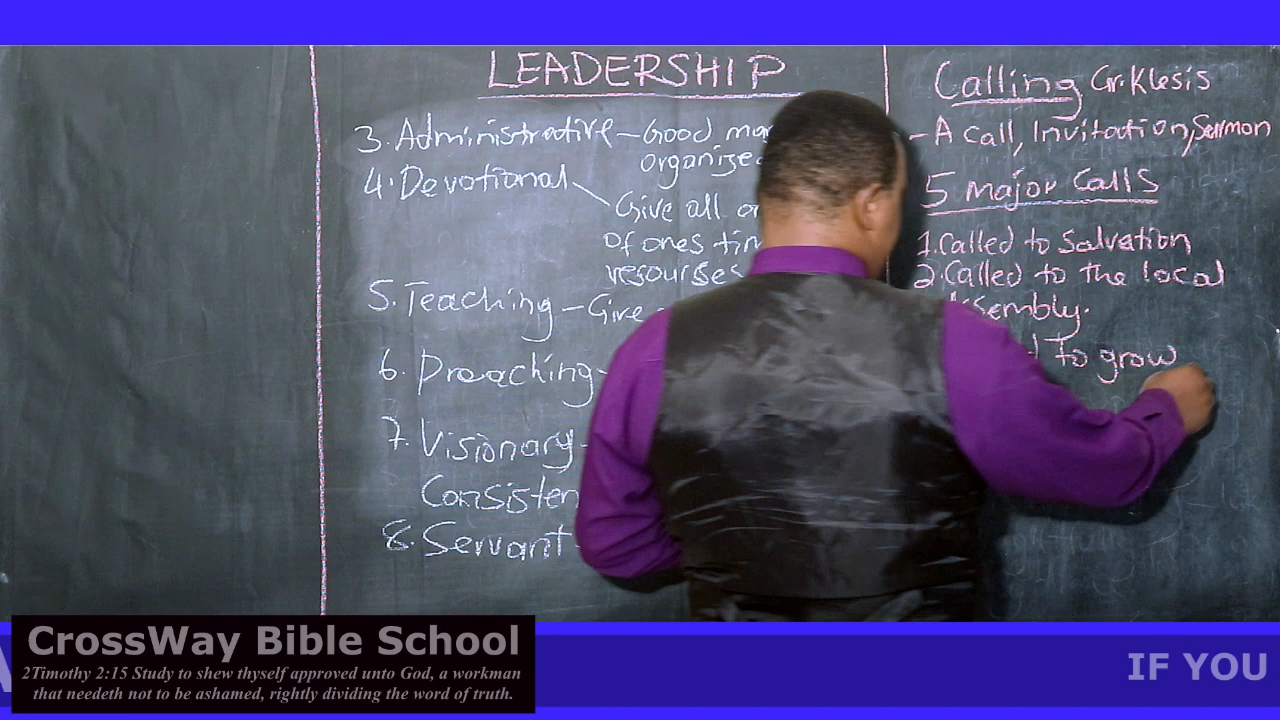 LEADERSHIP
3. Administrative – Good
organize
4. Devotional
Give all
of ones
resourses
5. Teaching – Give
6. Preaching –
7. Visionary –
Consisten
8. Servant
Calling Gr. Klesis
– A call, Invitation, Sermon
5 Major Calls
1. Called to Salvation
2. Called to the local
ssembly.
to grow
CrossWay Bible School
2Timothy 2:15 Study to shew thyself approved unto God, a workman
that needeth not to be ashamed, rightly dividing the word of truth.
IF YOU